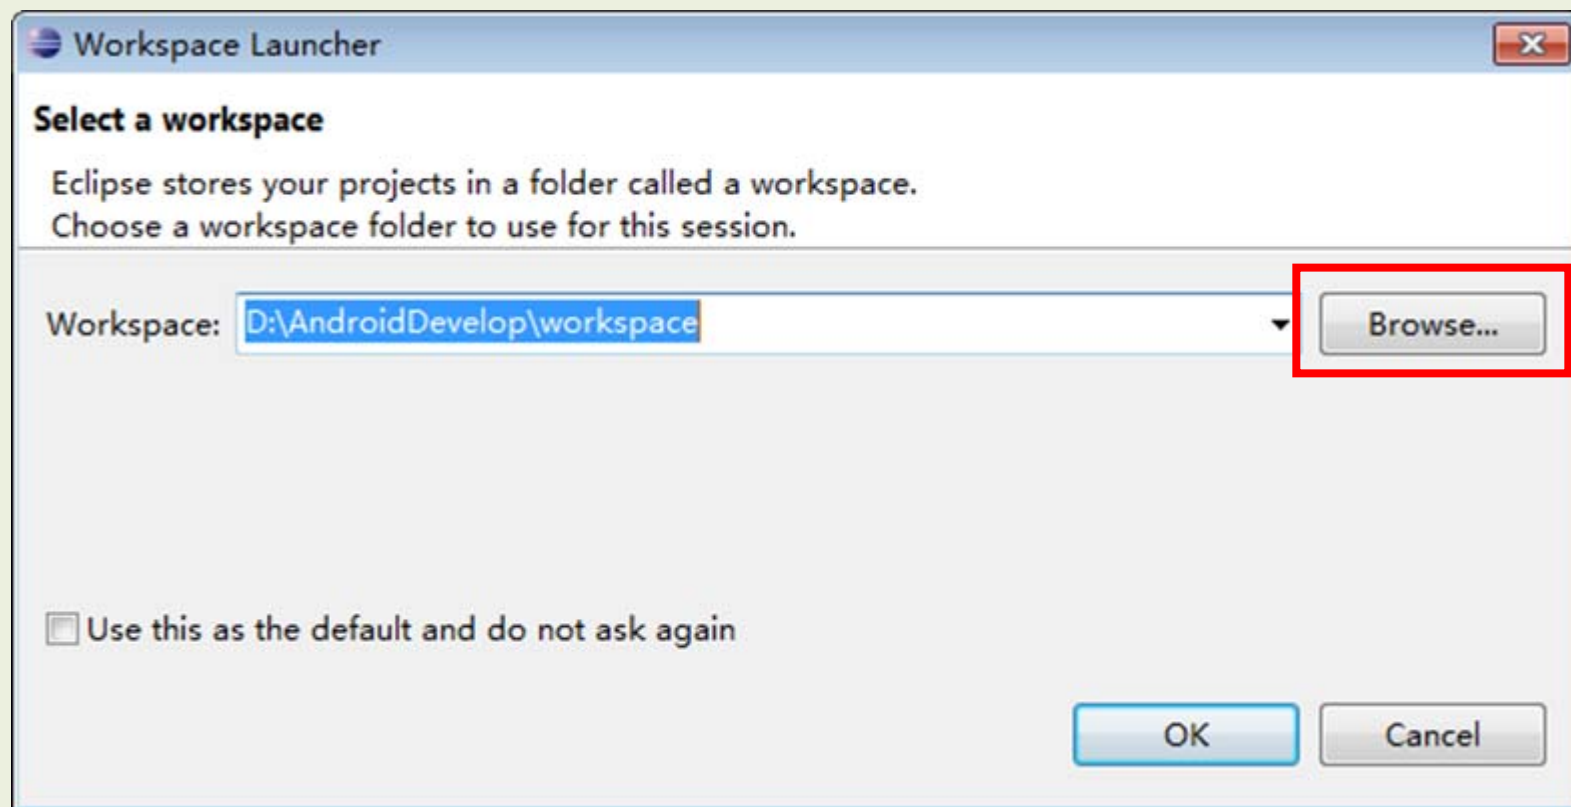 Workspace Launcher
Select a workspace
Eclipse stores your projects in a folder called a workspace.
Choose a workspace folder to use for this session.
Workspace: D:\AndroidDevelop\workspace Browse...
Use this as the default and do not ask again
OK Cancel